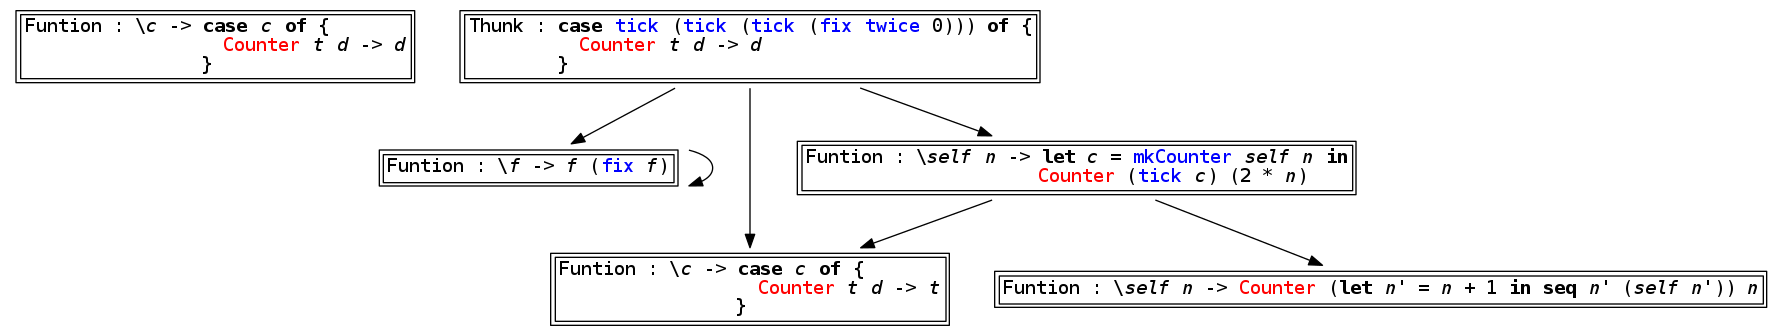 Funtion : \c -> case c of {
Counter t d -> d
}
Thunk : case tick (tick (tick (fix twice 0))) of {
Counter t d -> d
}
Funtion : \f -> f (fix f)
Funtion : \self n -> let c = mkCounter self n in
Counter (tick c) (2 * n)
Funtion : \c -> case c of {
Counter t d -> t
}
Funtion : \self n -> Counter (let n' = n + 1 in seq n' (self n')) n